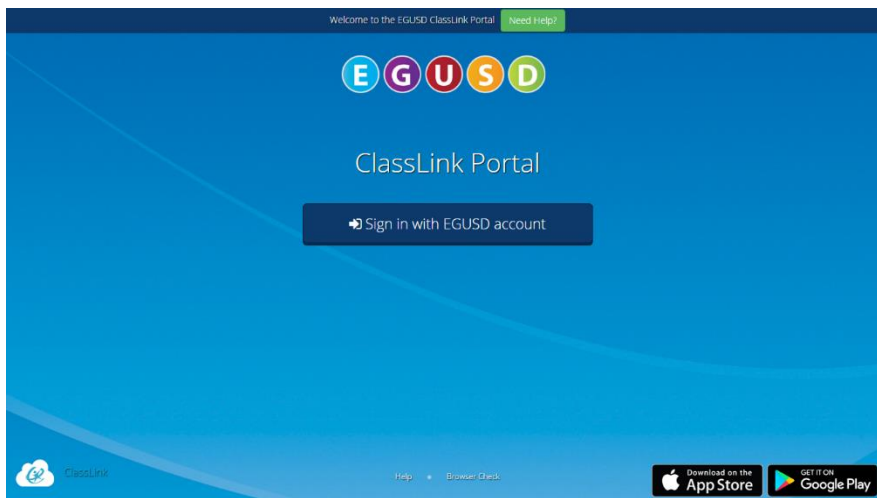 Welcome to the EGUSD ClassLink Portal Need Help?
EGUSD
ClassLink Portal
Sign in with EGUSD account
ClassLink
Help • Browser Check
Download on the
App Store
GET IT ON
Google Play